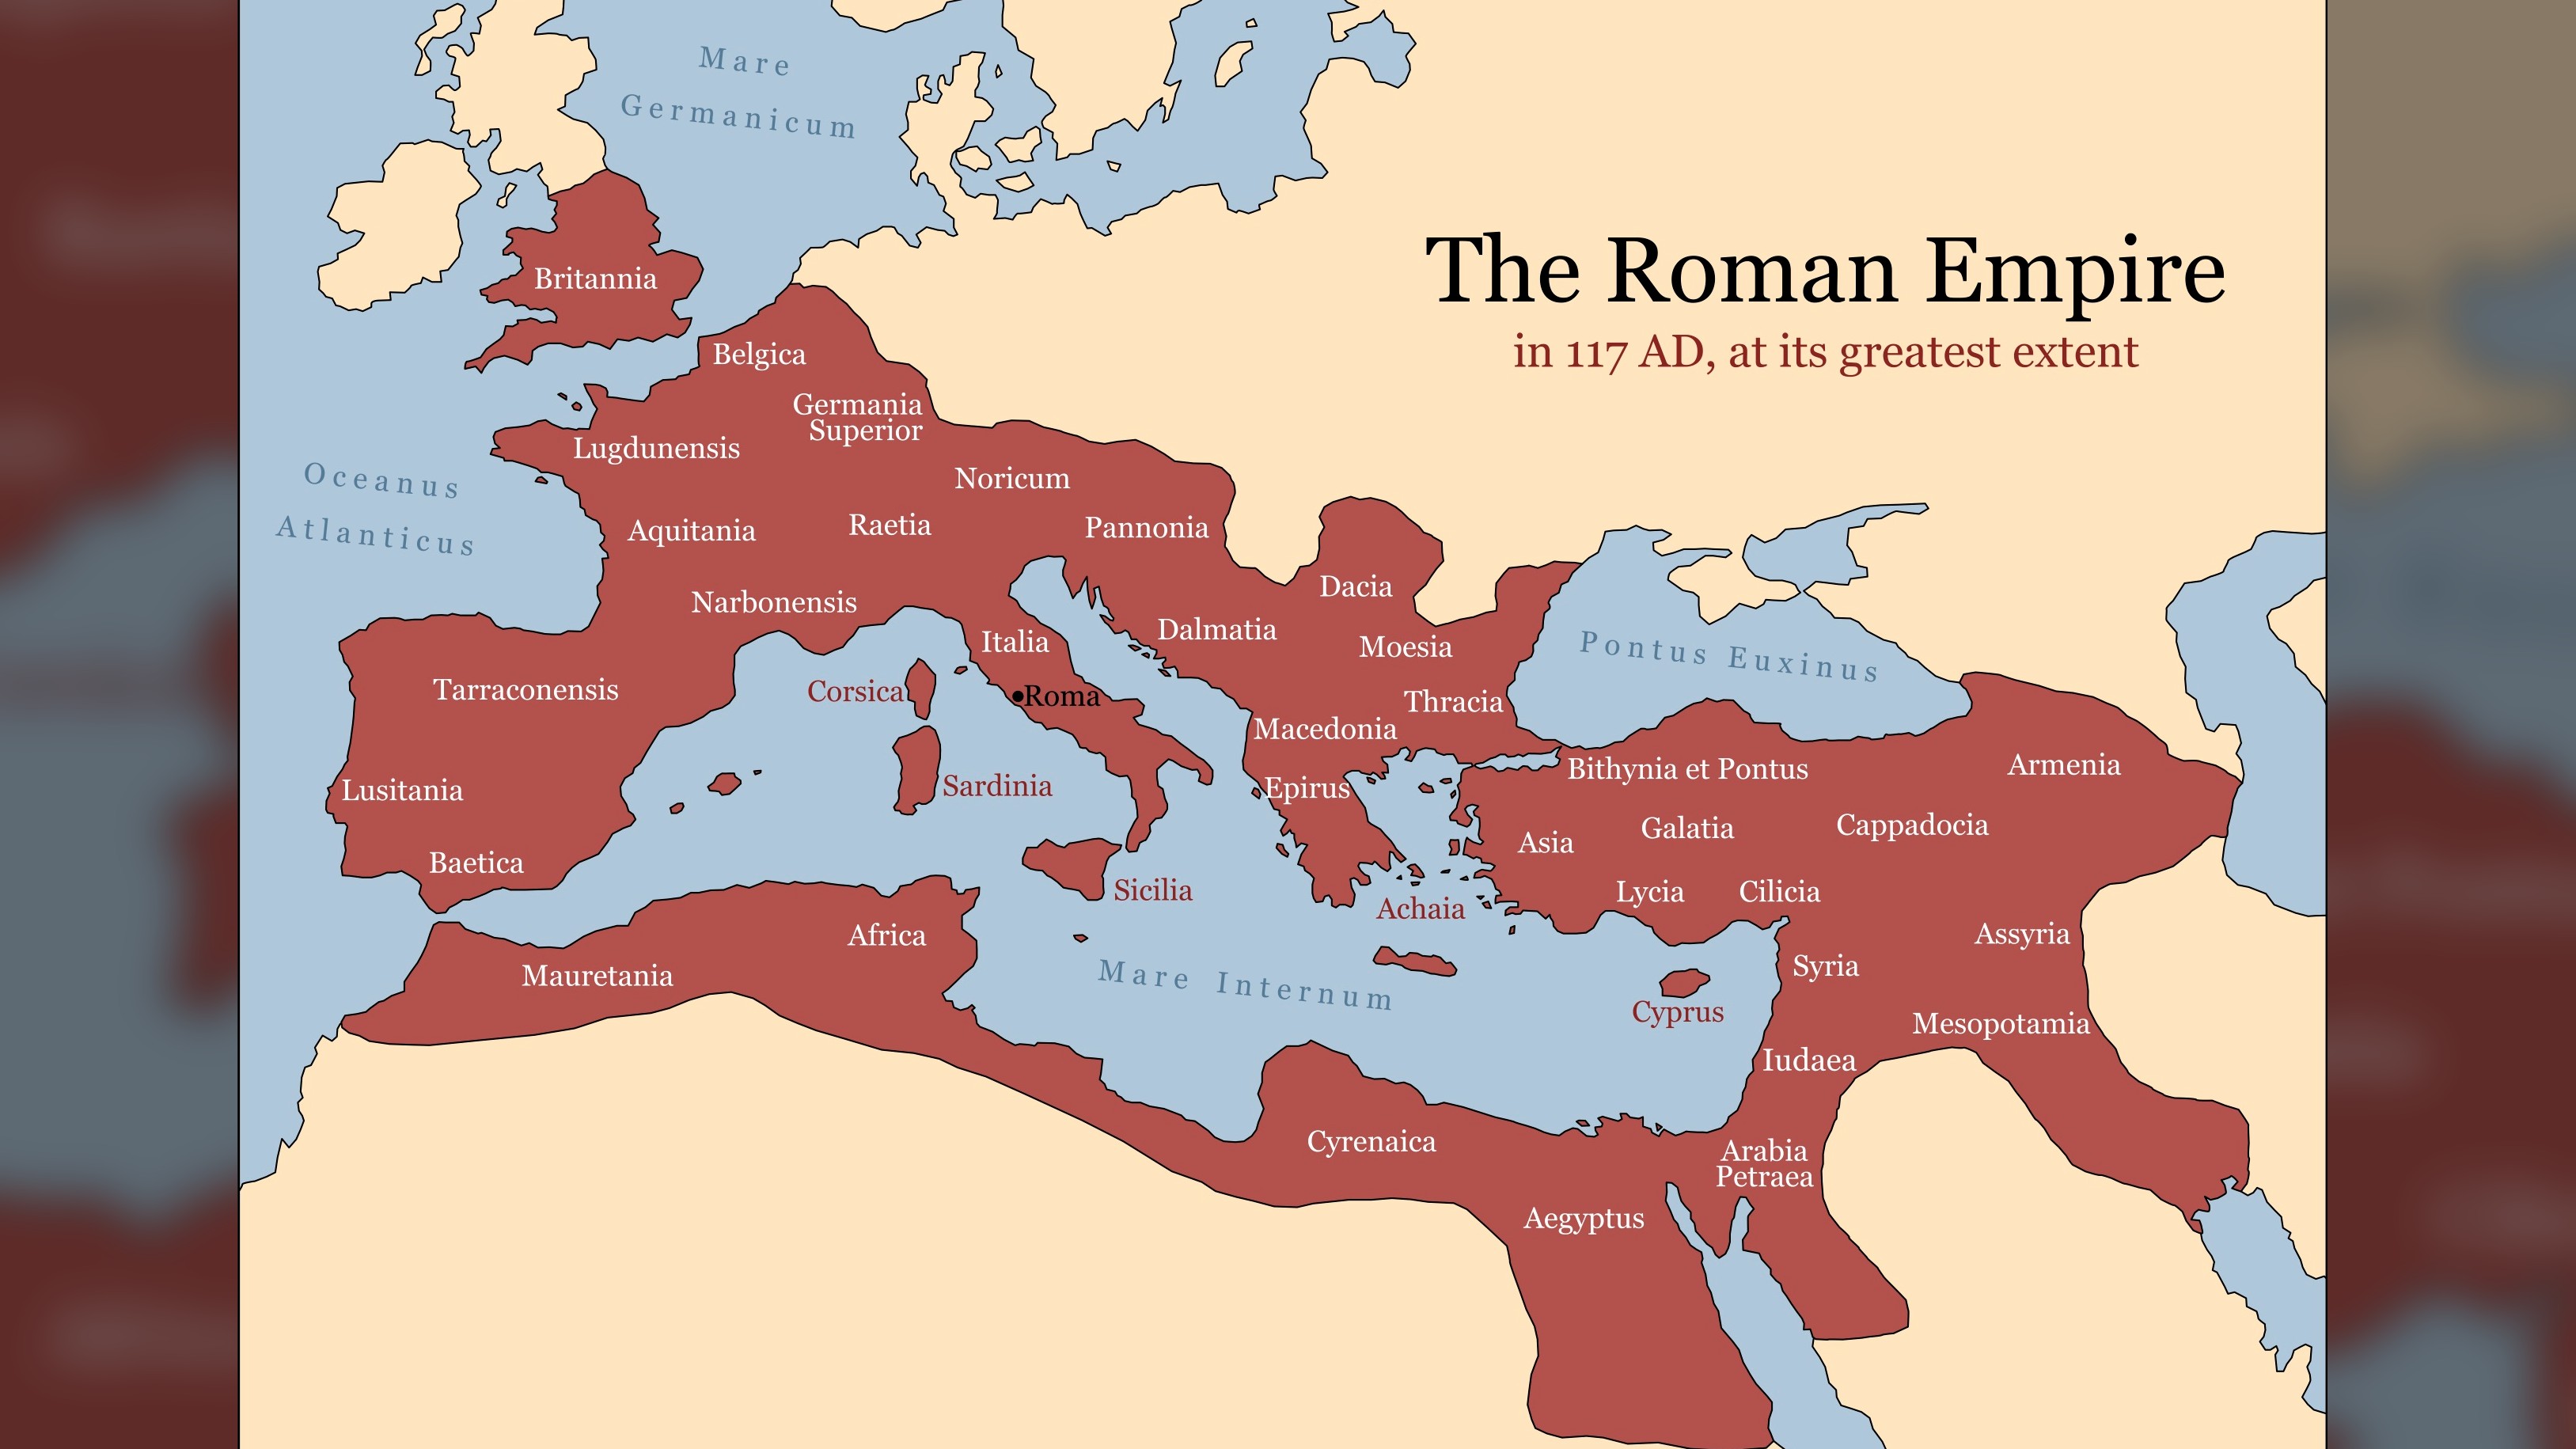 Mare
Germanicum
The Roman Empire
in 117 AD, at its greatest extent
Britannia
Belgica
Germania
Superior
Lugdunensis
Oceanus
Atlanticus
Noricum
Aquitania
Raetia
Pannonia
Narbonensis
Dacia
Italia
Dalmatia
Moesia
Pontus Euxinus
Tarraconensis
Corsica
Roma
Thracia
Macedonia
Lusitania
Sardinia
Epirus
Bithynia et Pontus
Armenia
Asia
Galatia
Cappadocia
Baetica
Sicilia
Achaia
Lycia
Cilicia
Africa
Assyria
Mauretania
Mare Internum
Syria
Cyprus
Mesopotamia
Iudaea
Cyrenaica
Arabia
Petraea
Aegyptus